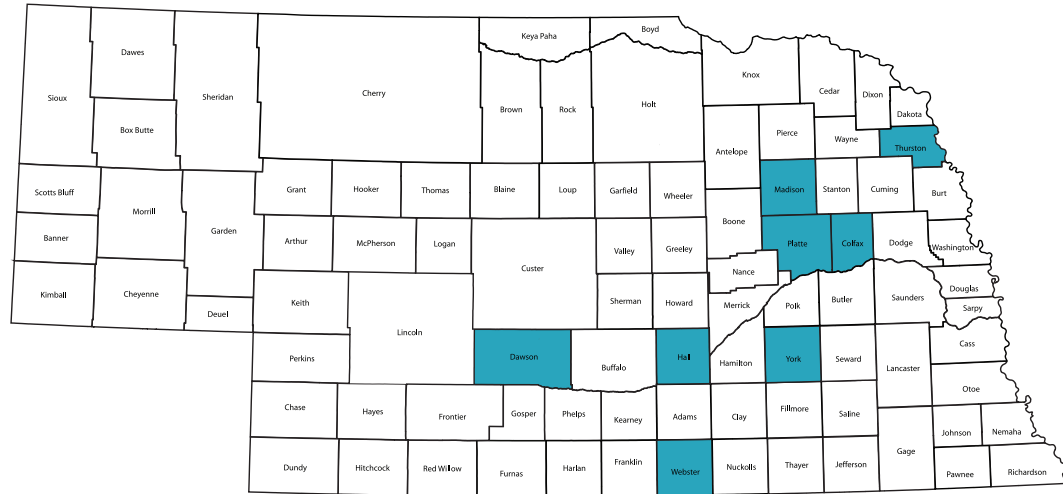 Boyd
Keya Paha
Dawes
Knox
Cedar
Dixon
Sioux
Sheridan
Cherry
Brown
Rock
Holt
Dakota
Box Butte
Pierce
Wayne
Thurston
Antelope
Scotts Bluff
Grant
Hooker
Thomas
Blaine
Loup
Garfield
Wheeler
Madison
Stanton
Cuming
Burt
Morrill
Garden
Boone
Banner
Arthur
McPherson
Logan
Valley
Greeley
Platte
Colfax
Dodge
Washington
Custer
Nance
Kimball
Cheyenne
Keith
Sherman
Howard
Merrick
Polk
Butler
Saunders
Douglas
Sarpy
Deuel
Lincoln
Perkins
Dawson
Buffalo
Hall
Hamilton
York
Seward
Lancaster
Cass
Otoe
Chase
Hayes
Frontier
Gosper
Phelps
Kearney
Adams
Clay
Fillmore
Saline
Johnson
Nemaha
Gage
Dundy
Hitchcock
Red Willow
Furnas
Harlan
Franklin
Webster
Nuckolls
Thayer
Jefferson
Pawnee
Richardson